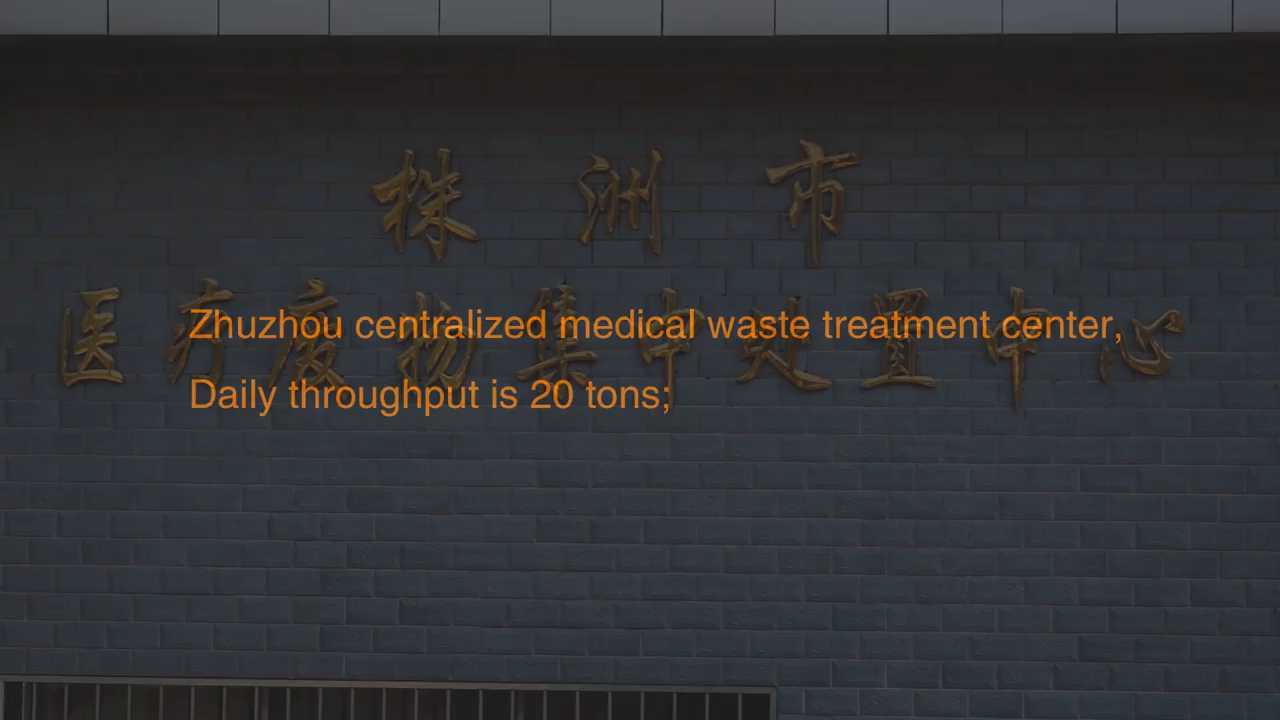 株洲市
医疗废物集中处置中心
Zhuzhou centralized medical waste treatment center,
Daily throughput is 20 tons;